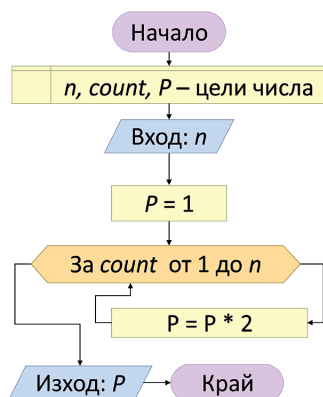 Начало
n, count, P – цели числа
Вход: n
P = 1
За count от 1 до n
P = P * 2
Изход: P
Край